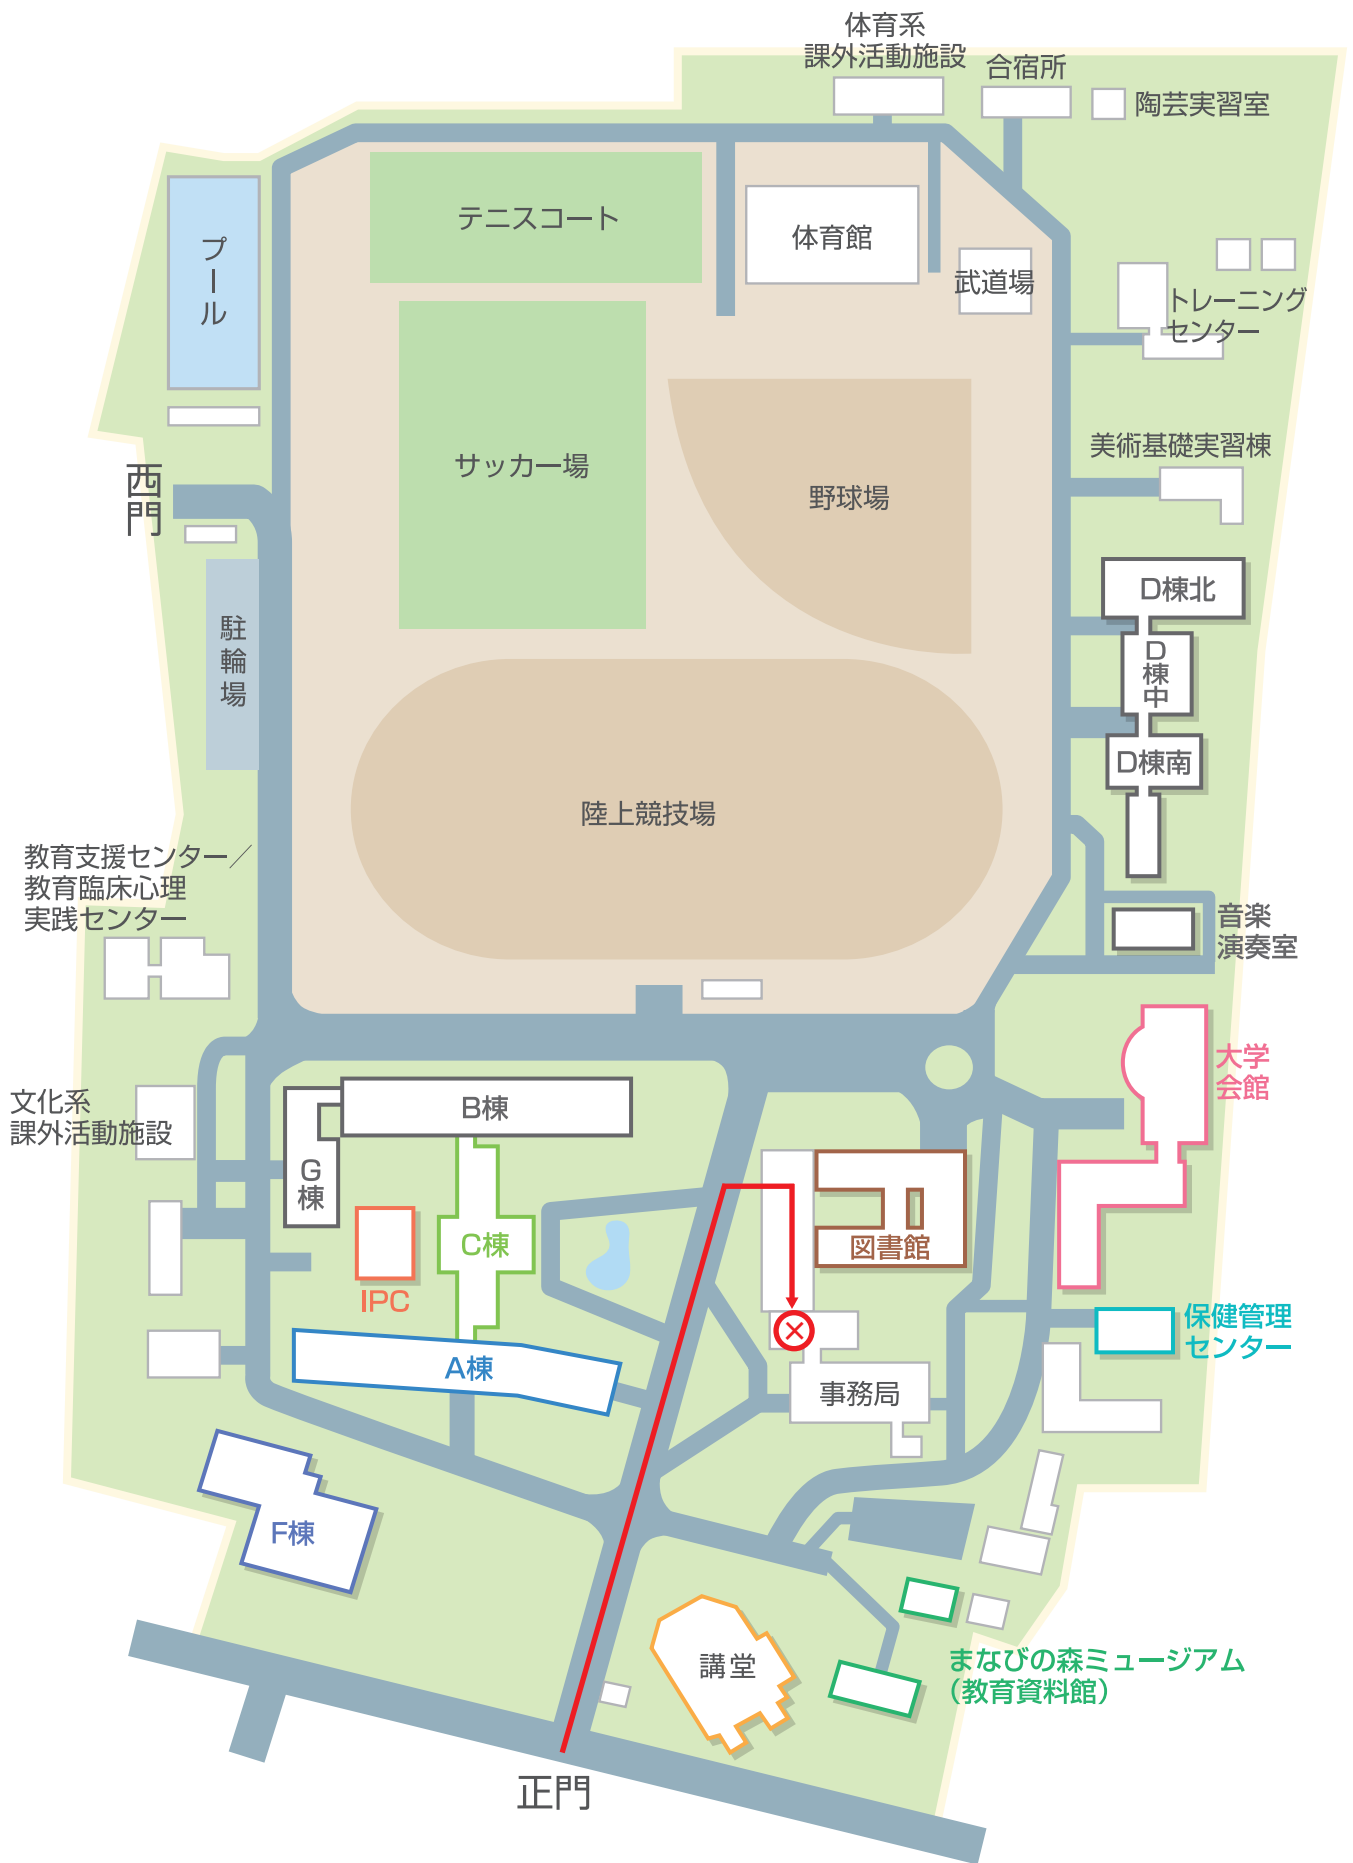 体育系
課外活動施設
合宿所
陶芸実習室
テニスコート
プール
体育館
武道場
トレーニング
センター
サッカー場
野球場
美術基礎実習棟
西門
駐輪場
D棟北
D棟中
D棟南
陸上競技場
教育支援センター／
教育臨床心理
実践センター
音楽
演奏室
大学
会館
文化系
課外活動施設
B棟
G棟
C棟
IPC
図書館
保健管理
センター
A棟
事務局
F棟
講堂
まなびの森ミュージアム
（教育資料館）
正門